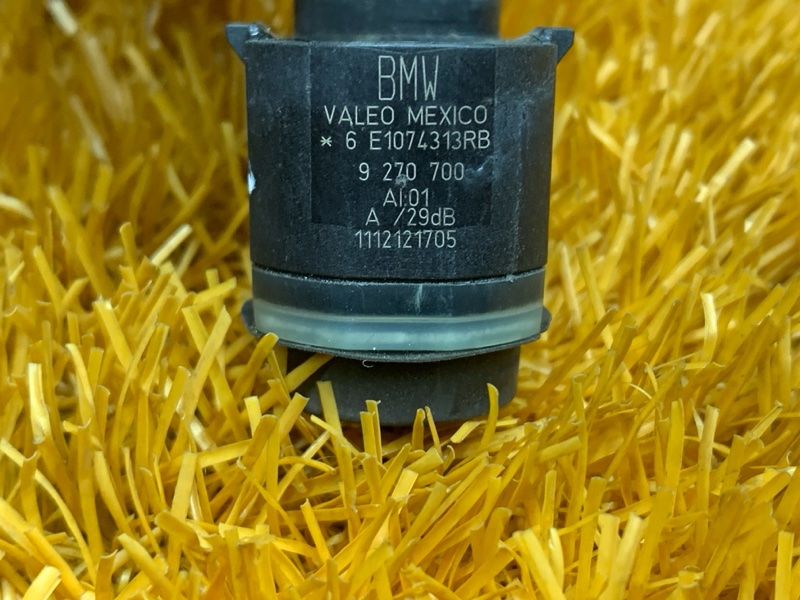 BMW
VALEO MEXICO
* 6 E1074313RB
9 270 700
AI:01
A /29dB
1112121705